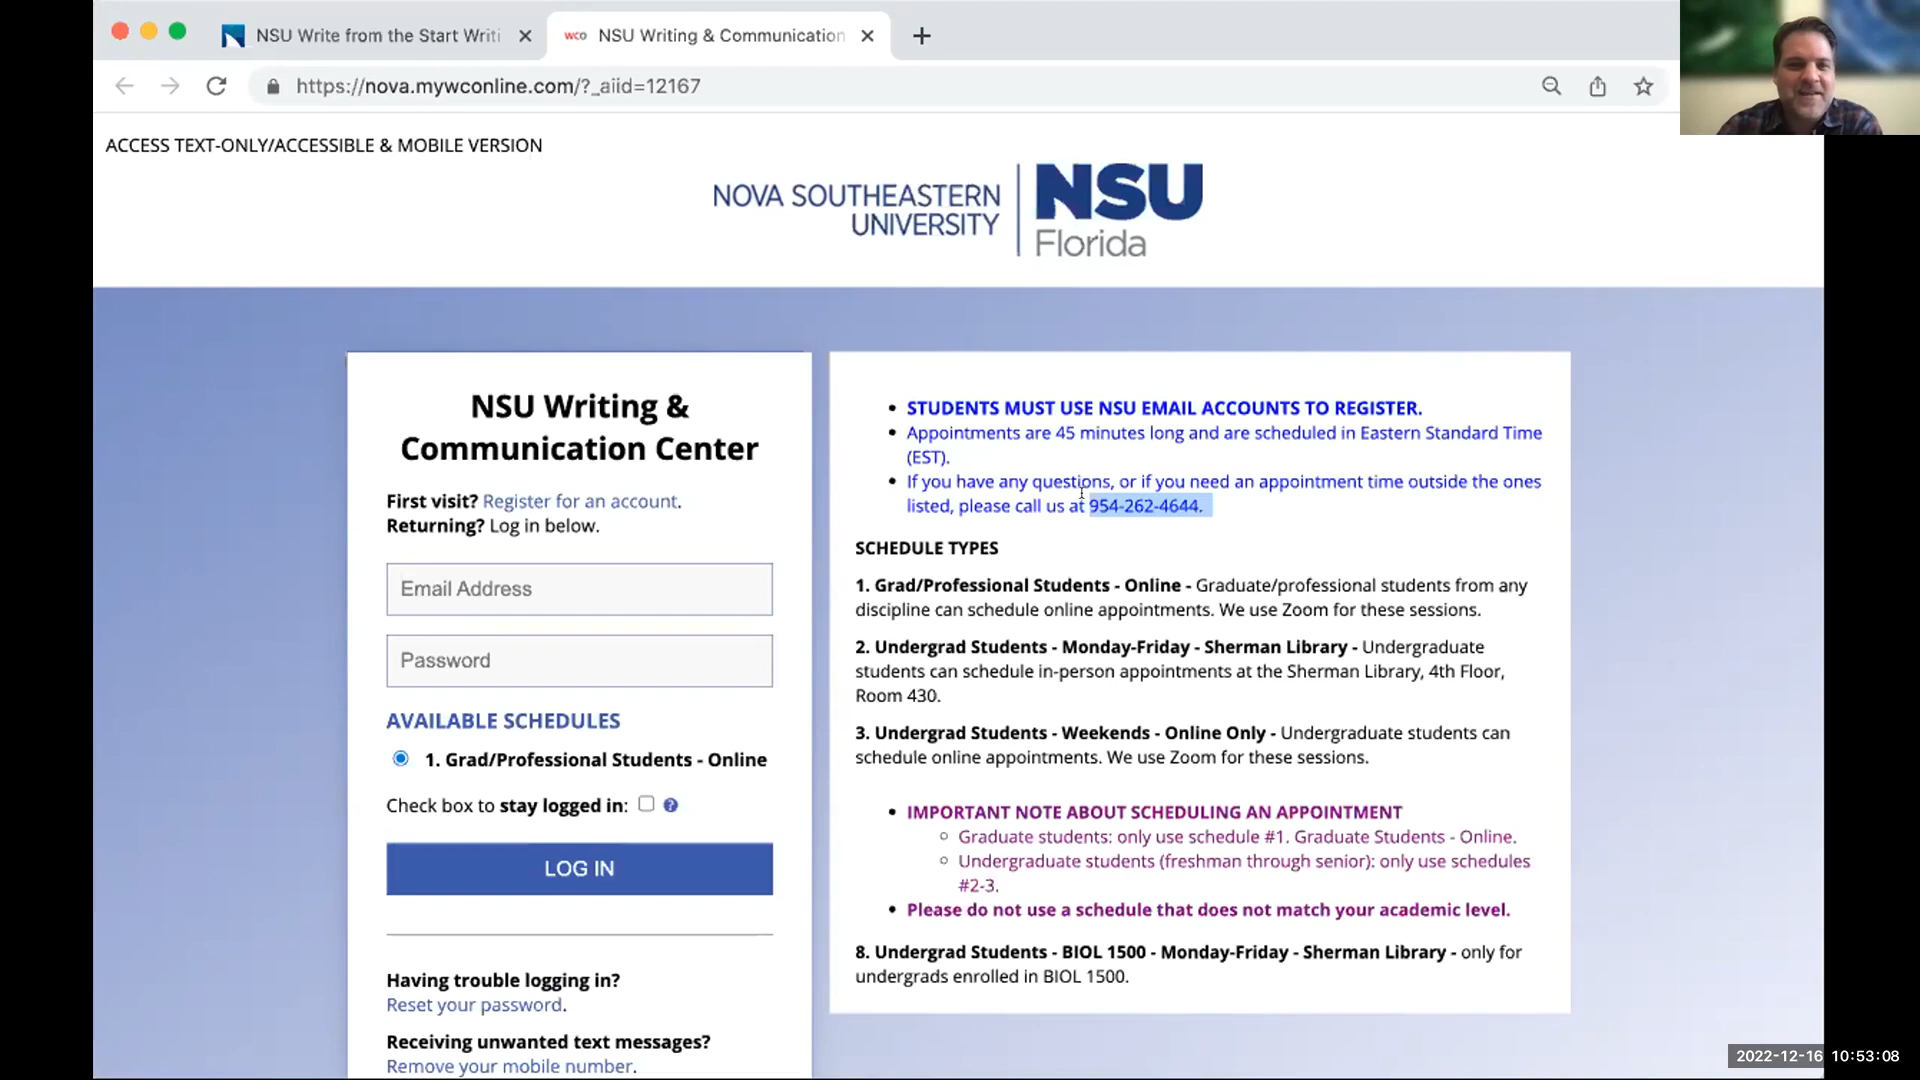 NSU Write from the Start Writi
wco NSU Writing & Communication
https://nova.mywconline.com/?_aiid=12167
ACCESS TEXT-ONLY/ACCESSIBLE & MOBILE VERSION
NOVA SOUTHEASTERN
UNIVERSITY
NSU
Florida
NSU Writing &
Communication Center
First visit? Register for an account.
Returning? Log in below.
Email Address
Password
AVAILABLE SCHEDULES
1. Grad/Professional Students - Online
Check box to stay logged in: ?
LOG IN
Having trouble logging in?
Reset your password.
Receiving unwanted text messages?
Remove your mobile number.
• STUDENTS MUST USE NSU EMAIL ACCOUNTS TO REGISTER.
• Appointments are 45 minutes long and are scheduled in Eastern Standard Time
(EST).
• If you have any questions, or if you need an appointment time outside the ones
listed, please call us at 954-262-4644.
SCHEDULE TYPES
1. Grad/Professional Students - Online - Graduate/professional students from any
discipline can schedule online appointments. We use Zoom for these sessions.
2. Undergrad Students - Monday-Friday - Sherman Library - Undergraduate
students can schedule in-person appointments at the Sherman Library, 4th Floor,
Room 430.
3. Undergrad Students - Weekends - Online Only - Undergraduate students can
schedule online appointments. We use Zoom for these sessions.
• IMPORTANT NOTE ABOUT SCHEDULING AN APPOINTMENT
○ Graduate students: only use schedule #1. Graduate Students - Online.
○ Undergraduate students (freshman through senior): only use schedules
#2-3.
• Please do not use a schedule that does not match your academic level.
8. Undergrad Students - BIOL 1500 - Monday-Friday - Sherman Library - only for
undergrads enrolled in BIOL 1500.
2022-12-16 10:53:08